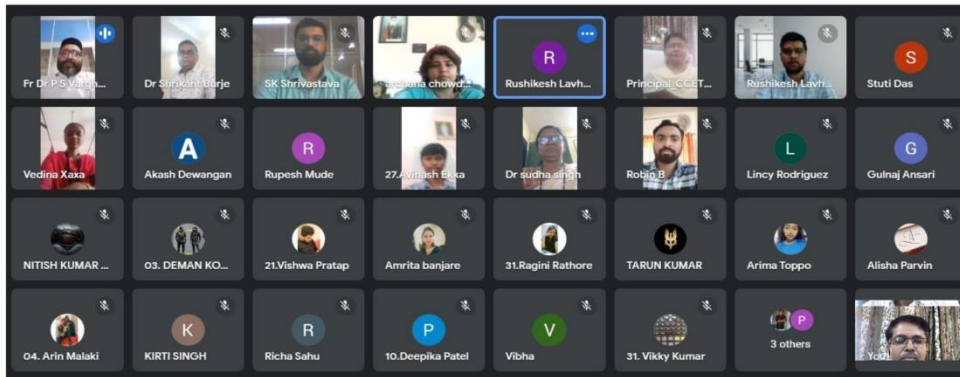 Fr Dr P S Vargh...
Dr Shrikant Burje
SK Shrivastava
archana chowd...
R
Rushikesh Lavh...
Principal_CCET...
Rushikesh Lavh...
S
Stuti Das
Vedina Xaxa
A
Akash Dewangan
R
Rupesh Mude
27.Avinash Ekka
Dr sudha singh
Robin B
L
Lincy Rodriguez
G
Gulnaj Ansari
NITISH KUMAR ...
03. DEMAN KO...
21.Vishwa Pratap
Amrita banjare
31.Ragini Rathore
TARUN KUMAR
Arima Toppo
Alisha Parvin
04. Arin Malaki
K
KIRTI SINGH
R
Richa Sahu
P
10.Deepika Patel
V
Vibha
31. Vikky Kumar
P
3 others
You